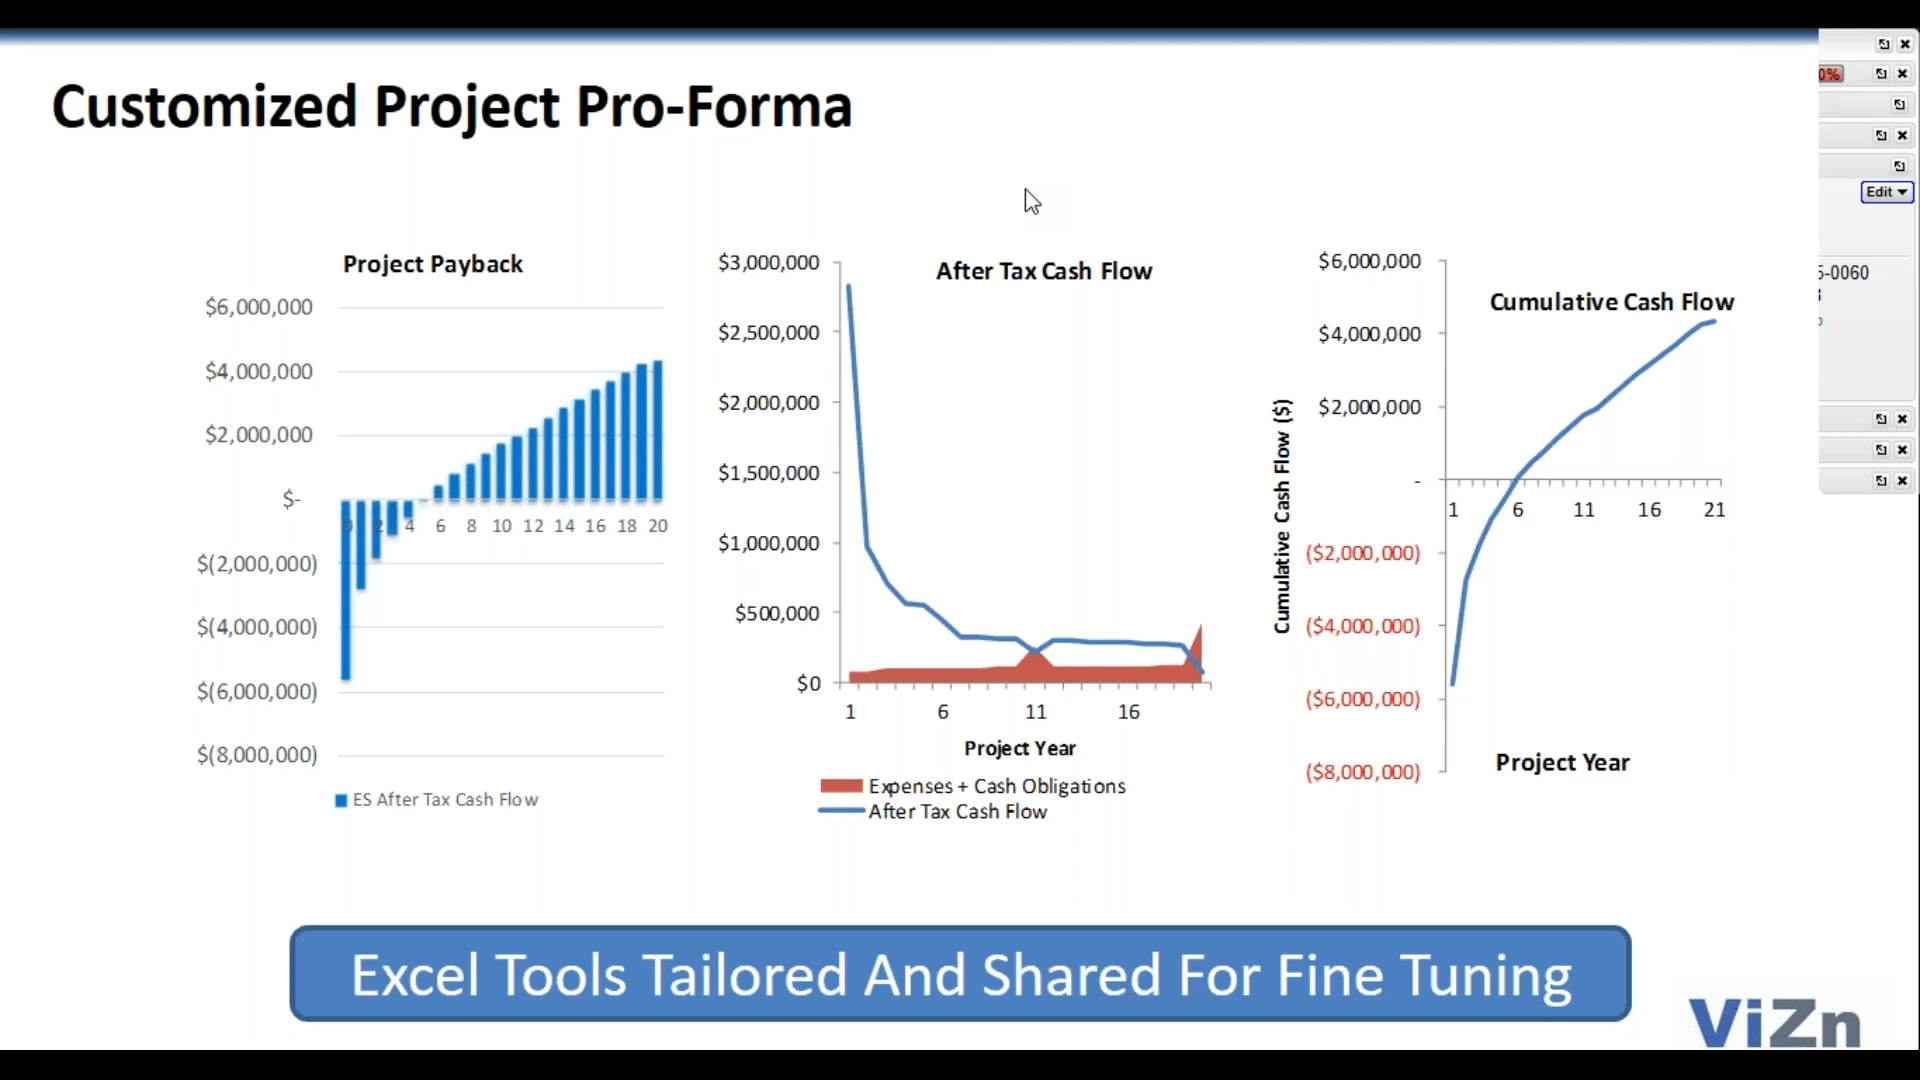 Customized Project Pro-Forma
Project Payback
$6,000,000
$4,000,000
$2,000,000
$-
$(2,000,000)
$(4,000,000)
$(6,000,000)
$(8,000,000)
0 2 4 6 8 10 12 14 16 18 20
ES After Tax Cash Flow
After Tax Cash Flow
$3,000,000
$2,500,000
$2,000,000
$1,500,000
$1,000,000
$500,000
$0
1 6 11 16
Project Year
Expenses + Cash Obligations
After Tax Cash Flow
Cumulative Cash Flow
Cumulative Cash Flow ($)
$6,000,000
$4,000,000
$2,000,000
-
($2,000,000)
($4,000,000)
($6,000,000)
($8,000,000)
1 6 11 16 21
Project Year
0%
Edit
5-0060
Excel Tools Tailored And Shared For Fine Tuning
ViZn